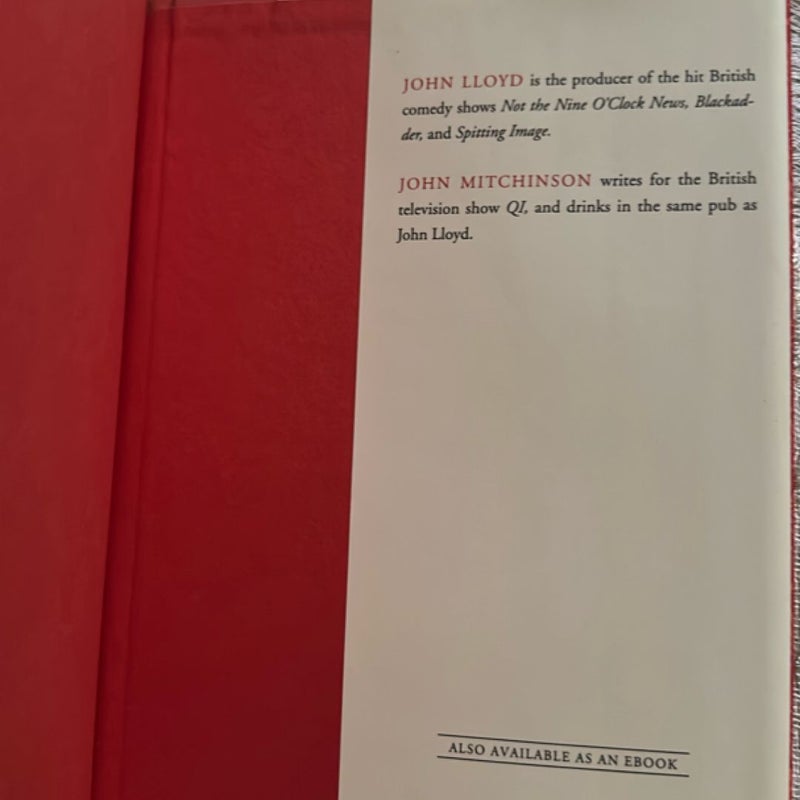 JOHN LLOYD is the producer of the hit British
comedy shows Not the Nine O'Clock News, Blackad-
der, and Spitting Image.
JOHN MITCHINSON writes for the British
television show QI, and drinks in the same pub as
John Lloyd.
ALSO AVAILABLE AS AN EBOOK